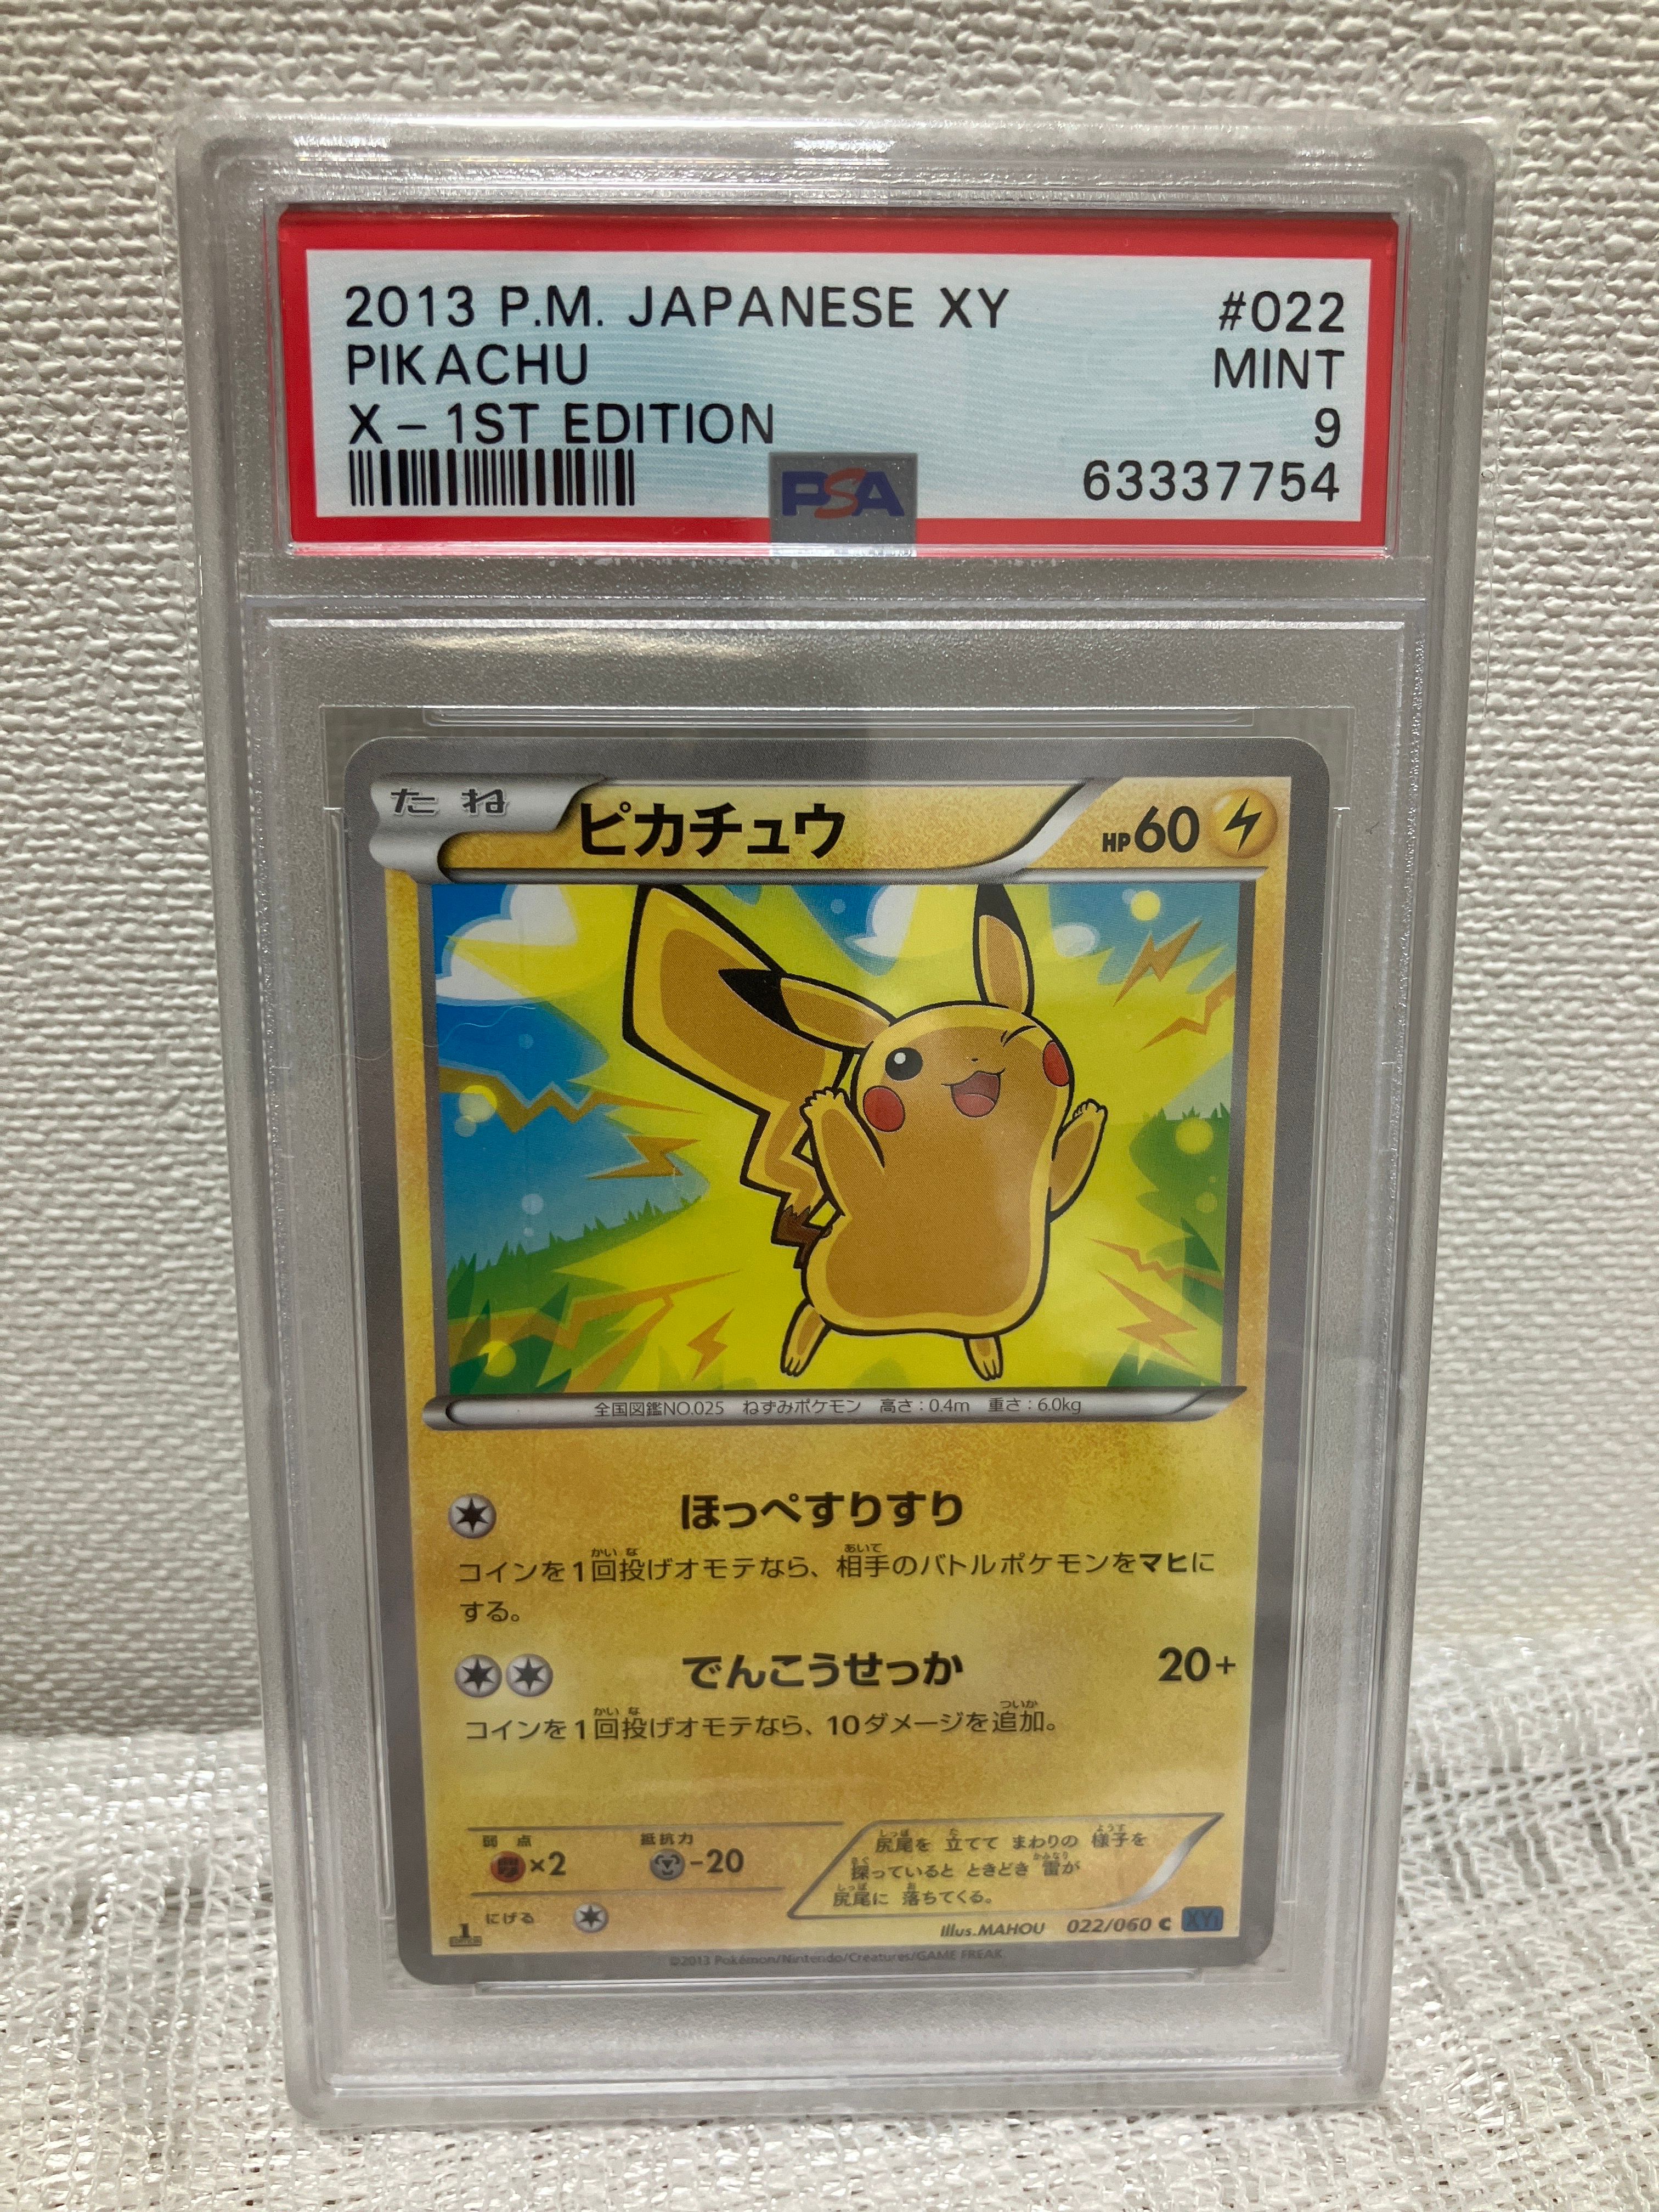 2013 P.M. JAPANESE XY #022
PIKACHU MINT
X – 1ST EDITION 9
PSA 63337754
たね ピカチュウ HP60
全国図鑑NO.025 ねずみポケモン 高さ:0.4m 重さ:6.0kg
ほっぺすりすり
コインを1回投げオモテなら、相手のバトルポケモンをマヒに
する。
でんこうせっか 20+
コインを1回投げオモテなら、10ダメージを追加。
弱点 抵抗力
×2 -20
にげる
尻尾を 立てて まわりの 様子を
探っていると ときどき 雷が
尻尾に 落ちてくる。
1 Illus.MAHOU 022/060 C XY1
©2013 Pokémon/Nintendo/Creatures/GAME FREAK